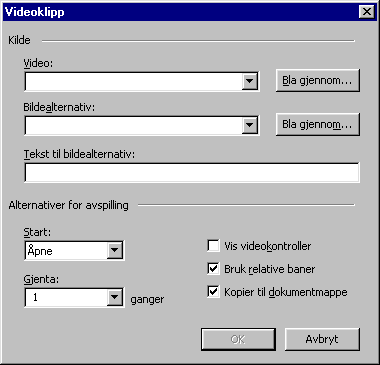 Videoklipp
Kilde
Video:
Bla gjennom...
Bildealternativ:
Bla gjennom...
Tekst til bildealternativ:
Alternativer for avspilling
Start:
Åpne
Vis videokontroller
Bruk relative baner
Gjenta:
1
ganger
Kopier til dokumentmappe
OK
Avbryt